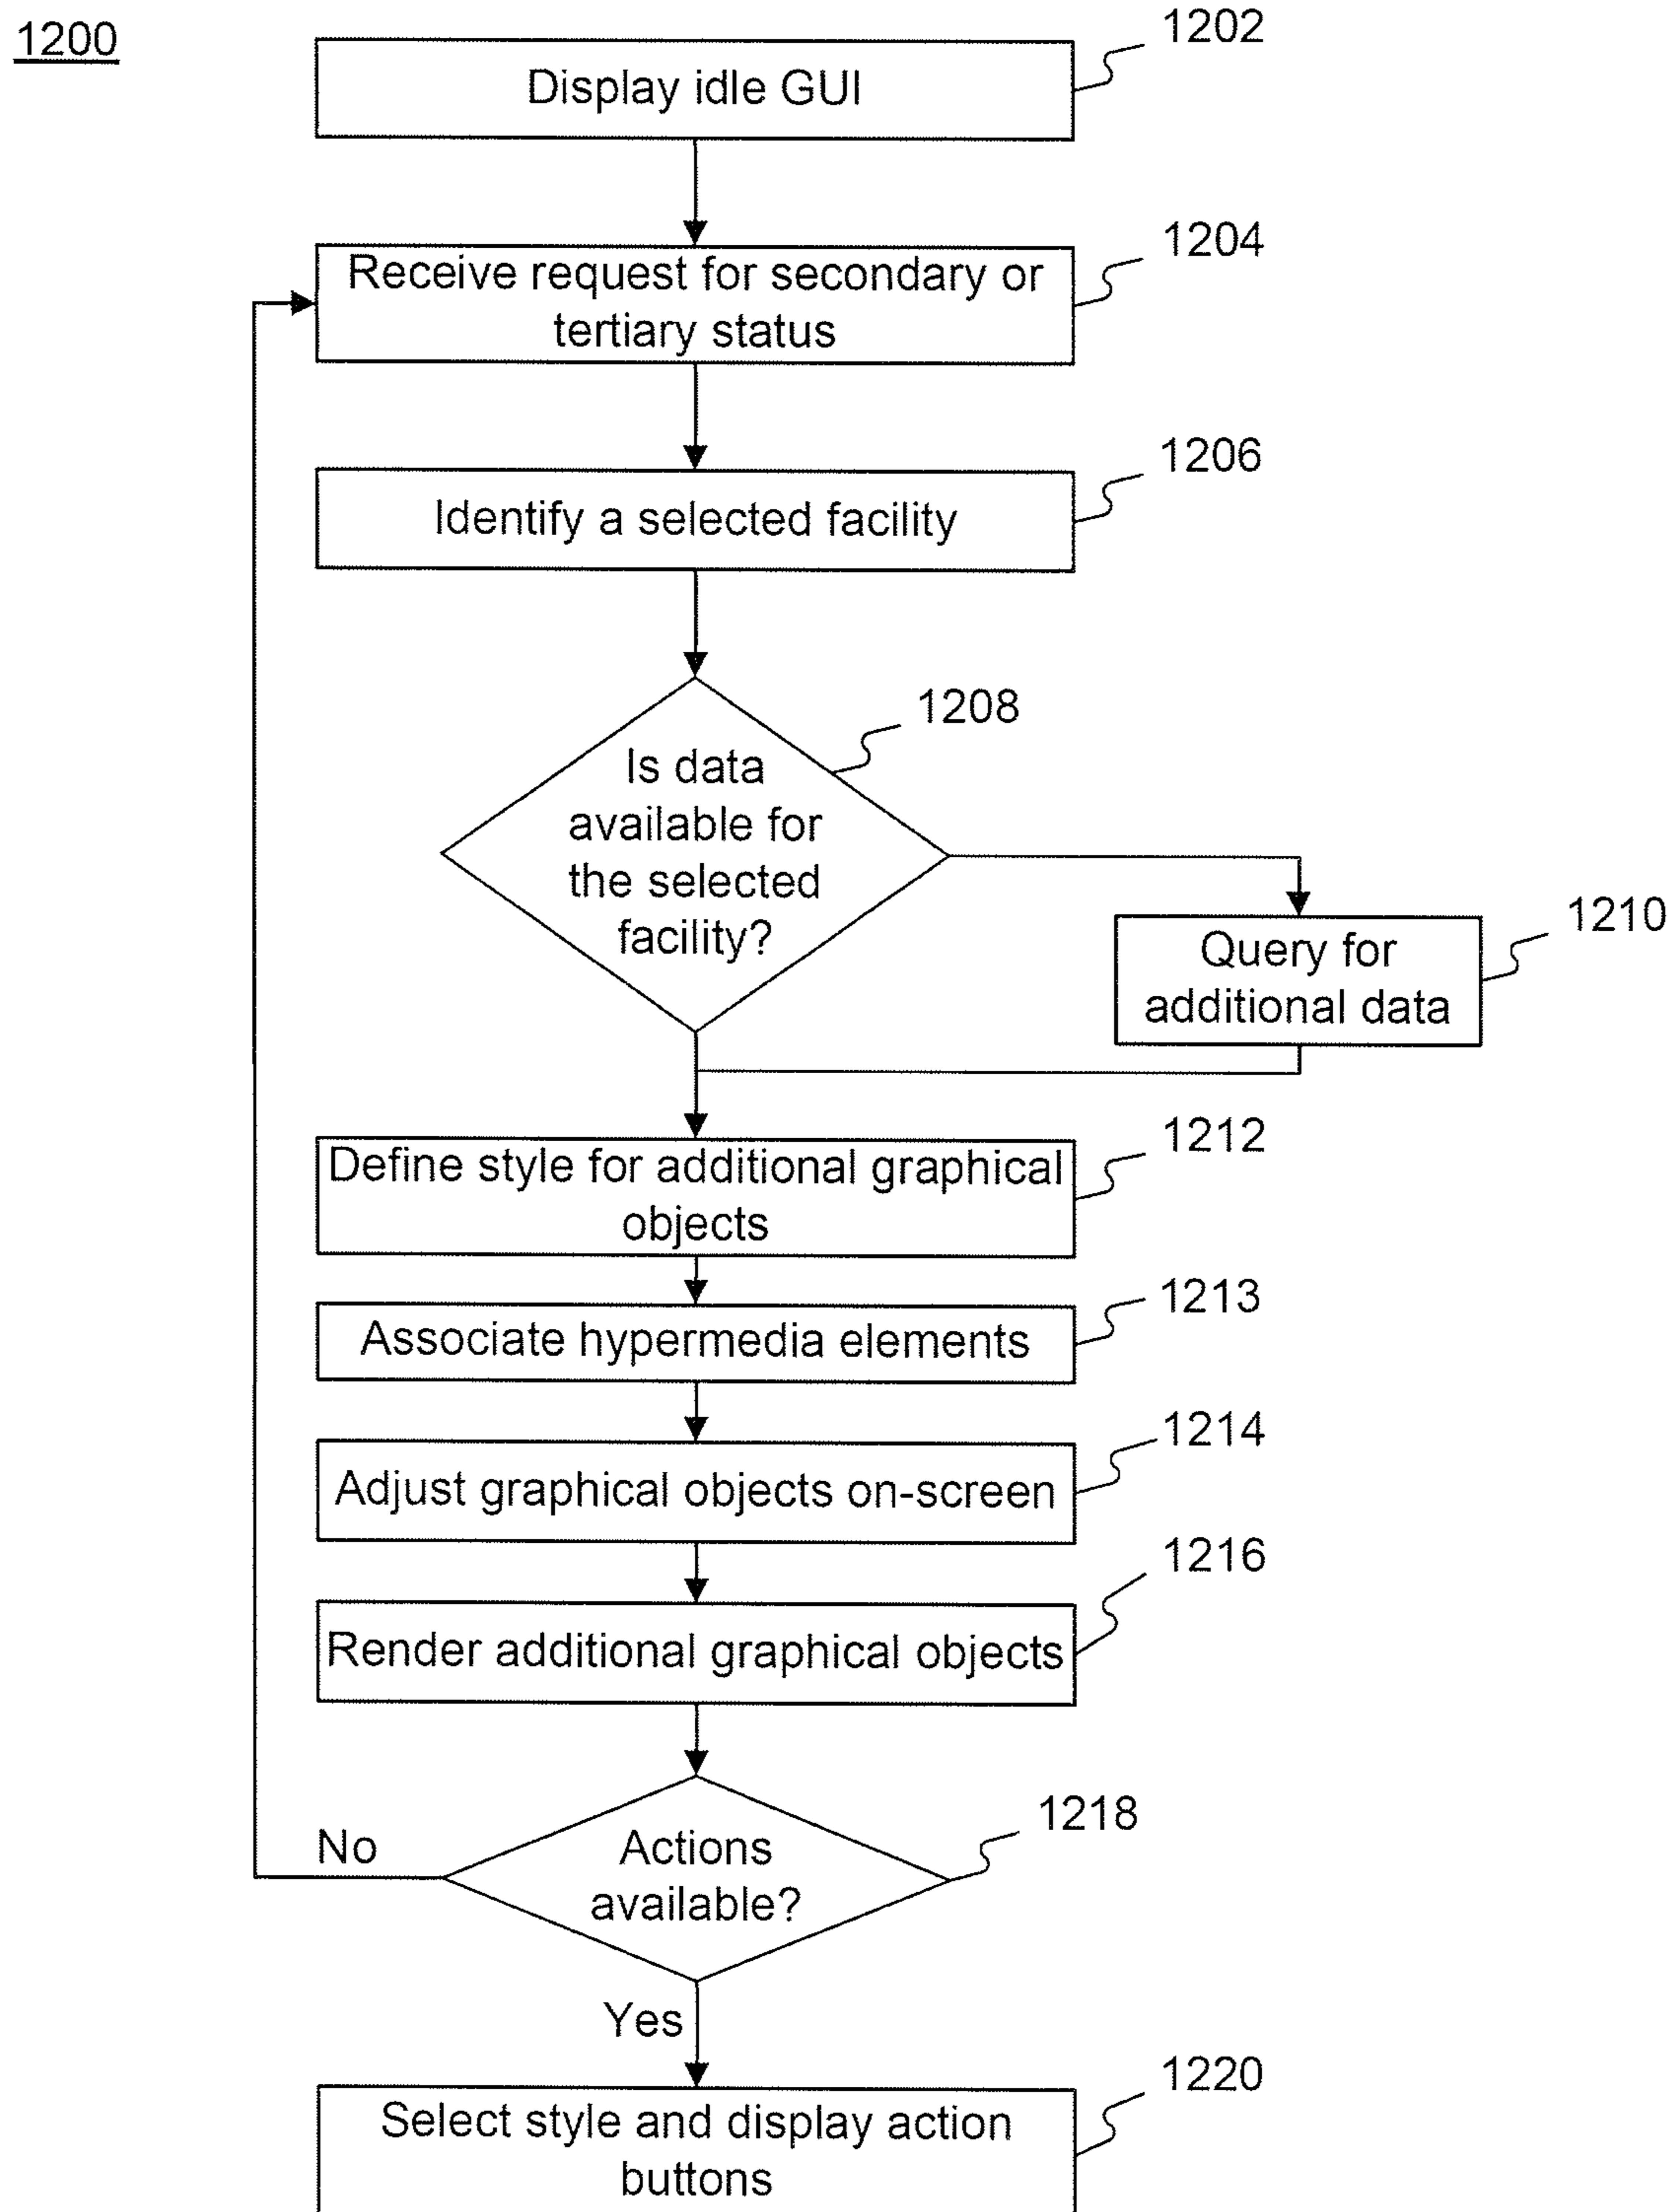 1200
1202
Display idle GUI
1204
Receive request for secondary or
tertiary status
1206
Identify a selected facility
1208
Is data
available for
the selected
facility?
1210
Query for
additional data
1212
Define style for additional graphical
objects
1213
Associate hypermedia elements
1214
Adjust graphical objects on-screen
1216
Render additional graphical objects
1218
No
Actions
available?
Yes
1220
Select style and display action
buttons